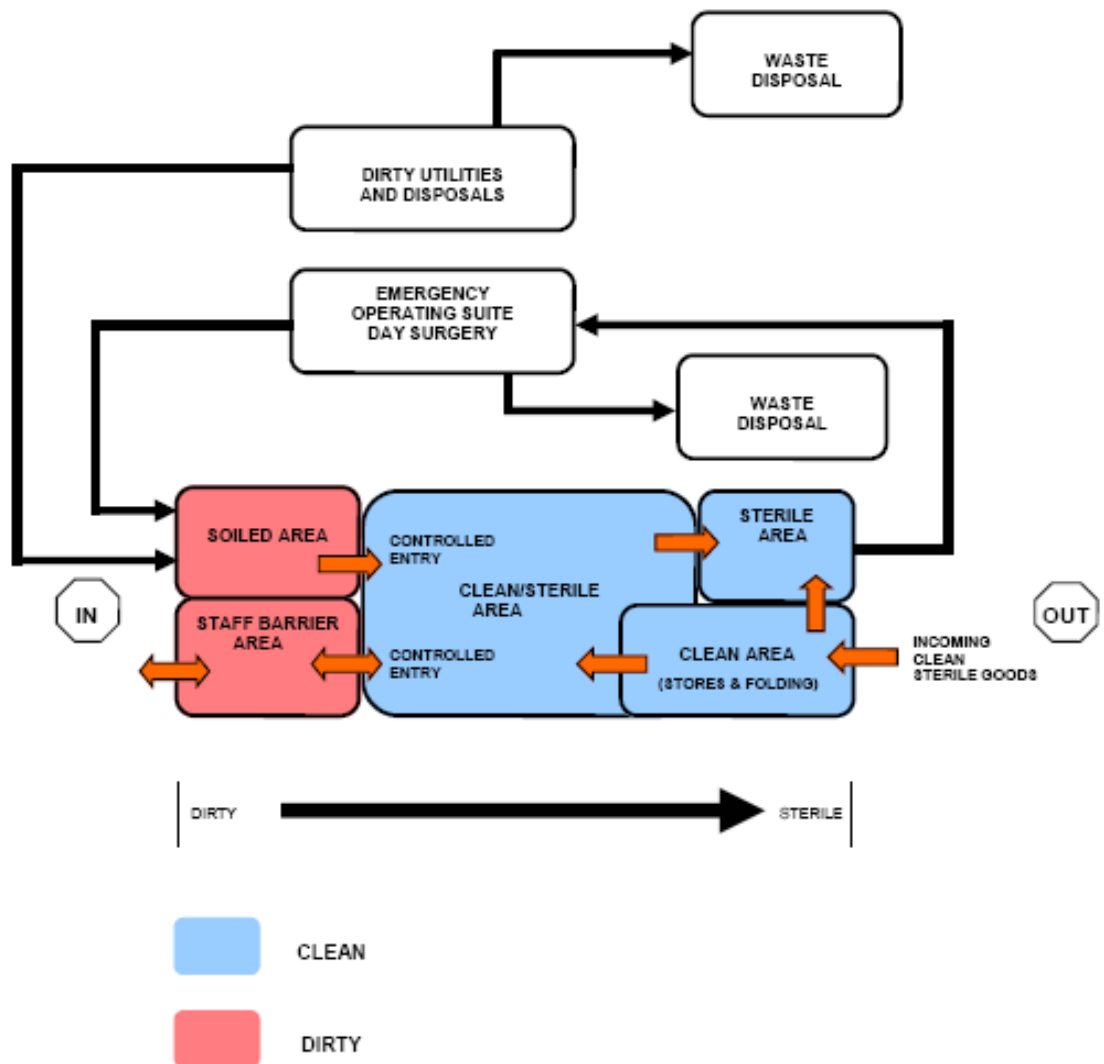 WASTE
DISPOSAL
DIRTY UTILITIES
AND DISPOSALS
EMERGENCY
OPERATING SUITE
DAY SURGERY
WASTE
DISPOSAL
SOILED AREA
CONTROLLED
ENTRY
STERILE
AREA
CLEAN/STERILE
AREA
IN
OUT
STAFF BARRIER
AREA
CONTROLLED
ENTRY
CLEAN AREA
(STORES & FOLDING)
INCOMING
CLEAN
STERILE GOODS
DIRTY
STERILE
CLEAN
DIRTY